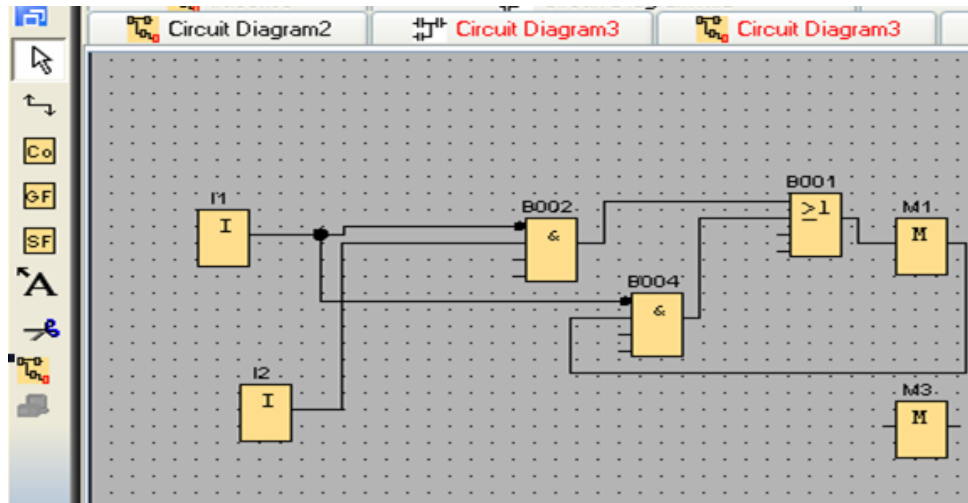 Circuit Diagram2
Circuit Diagram3
Circuit Diagram3
Co
GF
SF
A
I1
I
B002
&
B001
≥1
M1
M
B004
&
I2
I
M3
M